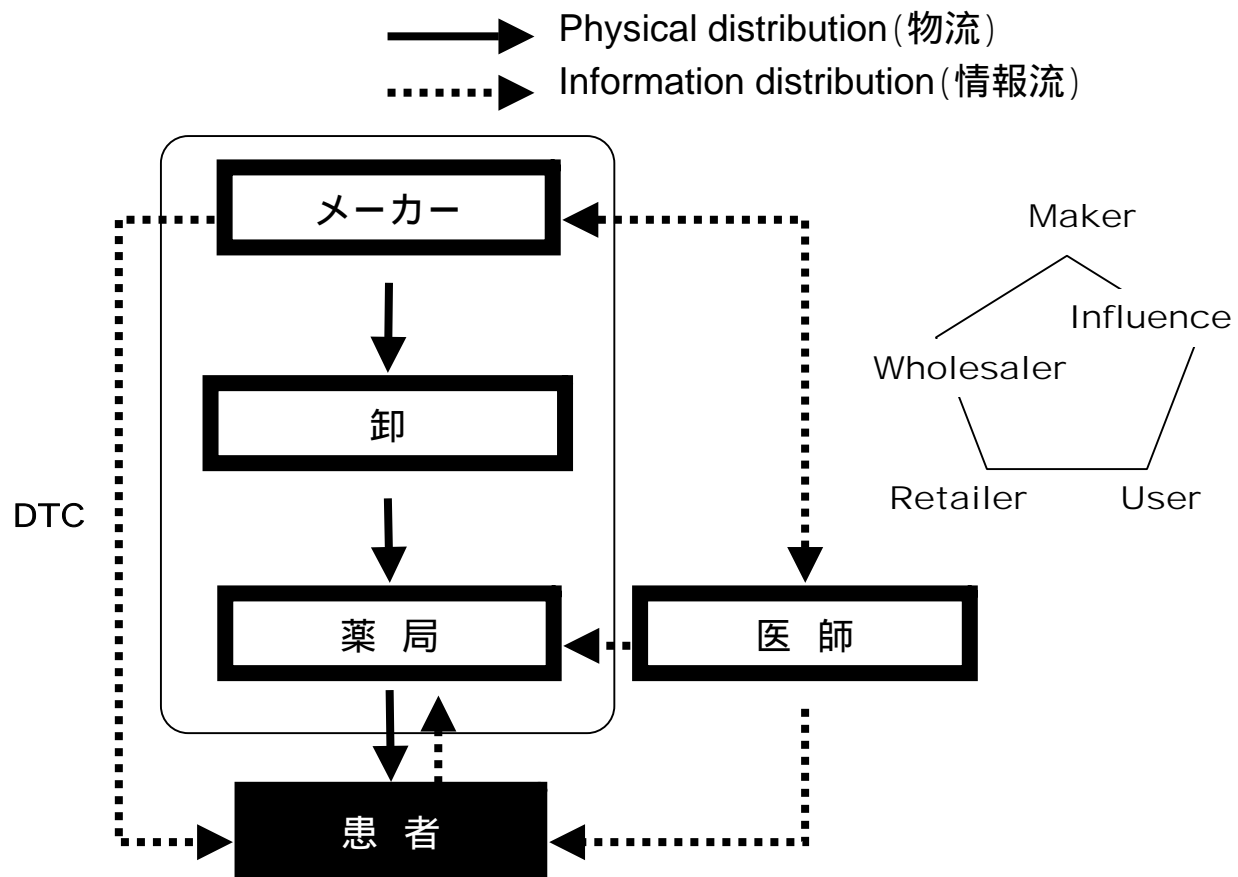 Physical distribution(物流)
Information distribution(情報流)
メーカー
卸
薬 局
医 師
患 者
DTC
Maker
Influence
Wholesaler
Retailer
User